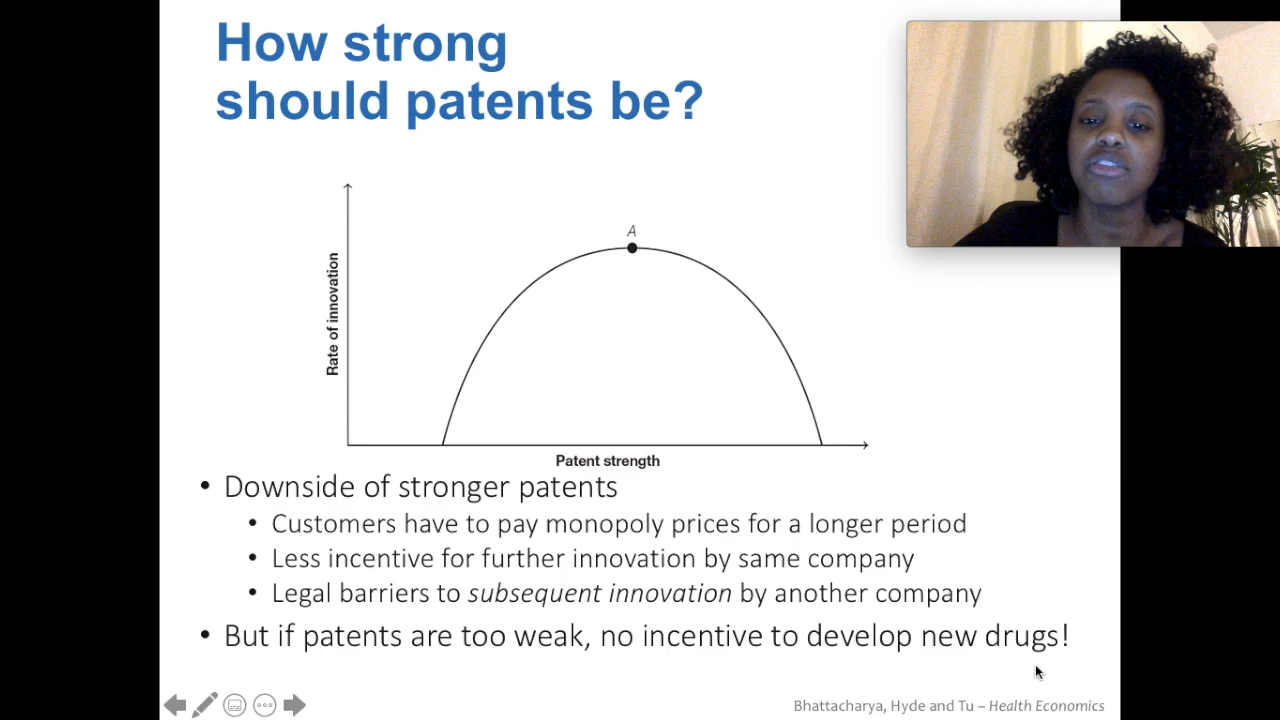 How strong
should patents be?
A
Rate of innovation
Patent strength
• Downside of stronger patents
• Customers have to pay monopoly prices for a longer period
• Less incentive for further innovation by same company
• Legal barriers to subsequent innovation by another company
• But if patents are too weak, no incentive to develop new drugs!
Bhattacharya, Hyde and Tu – Health Economics